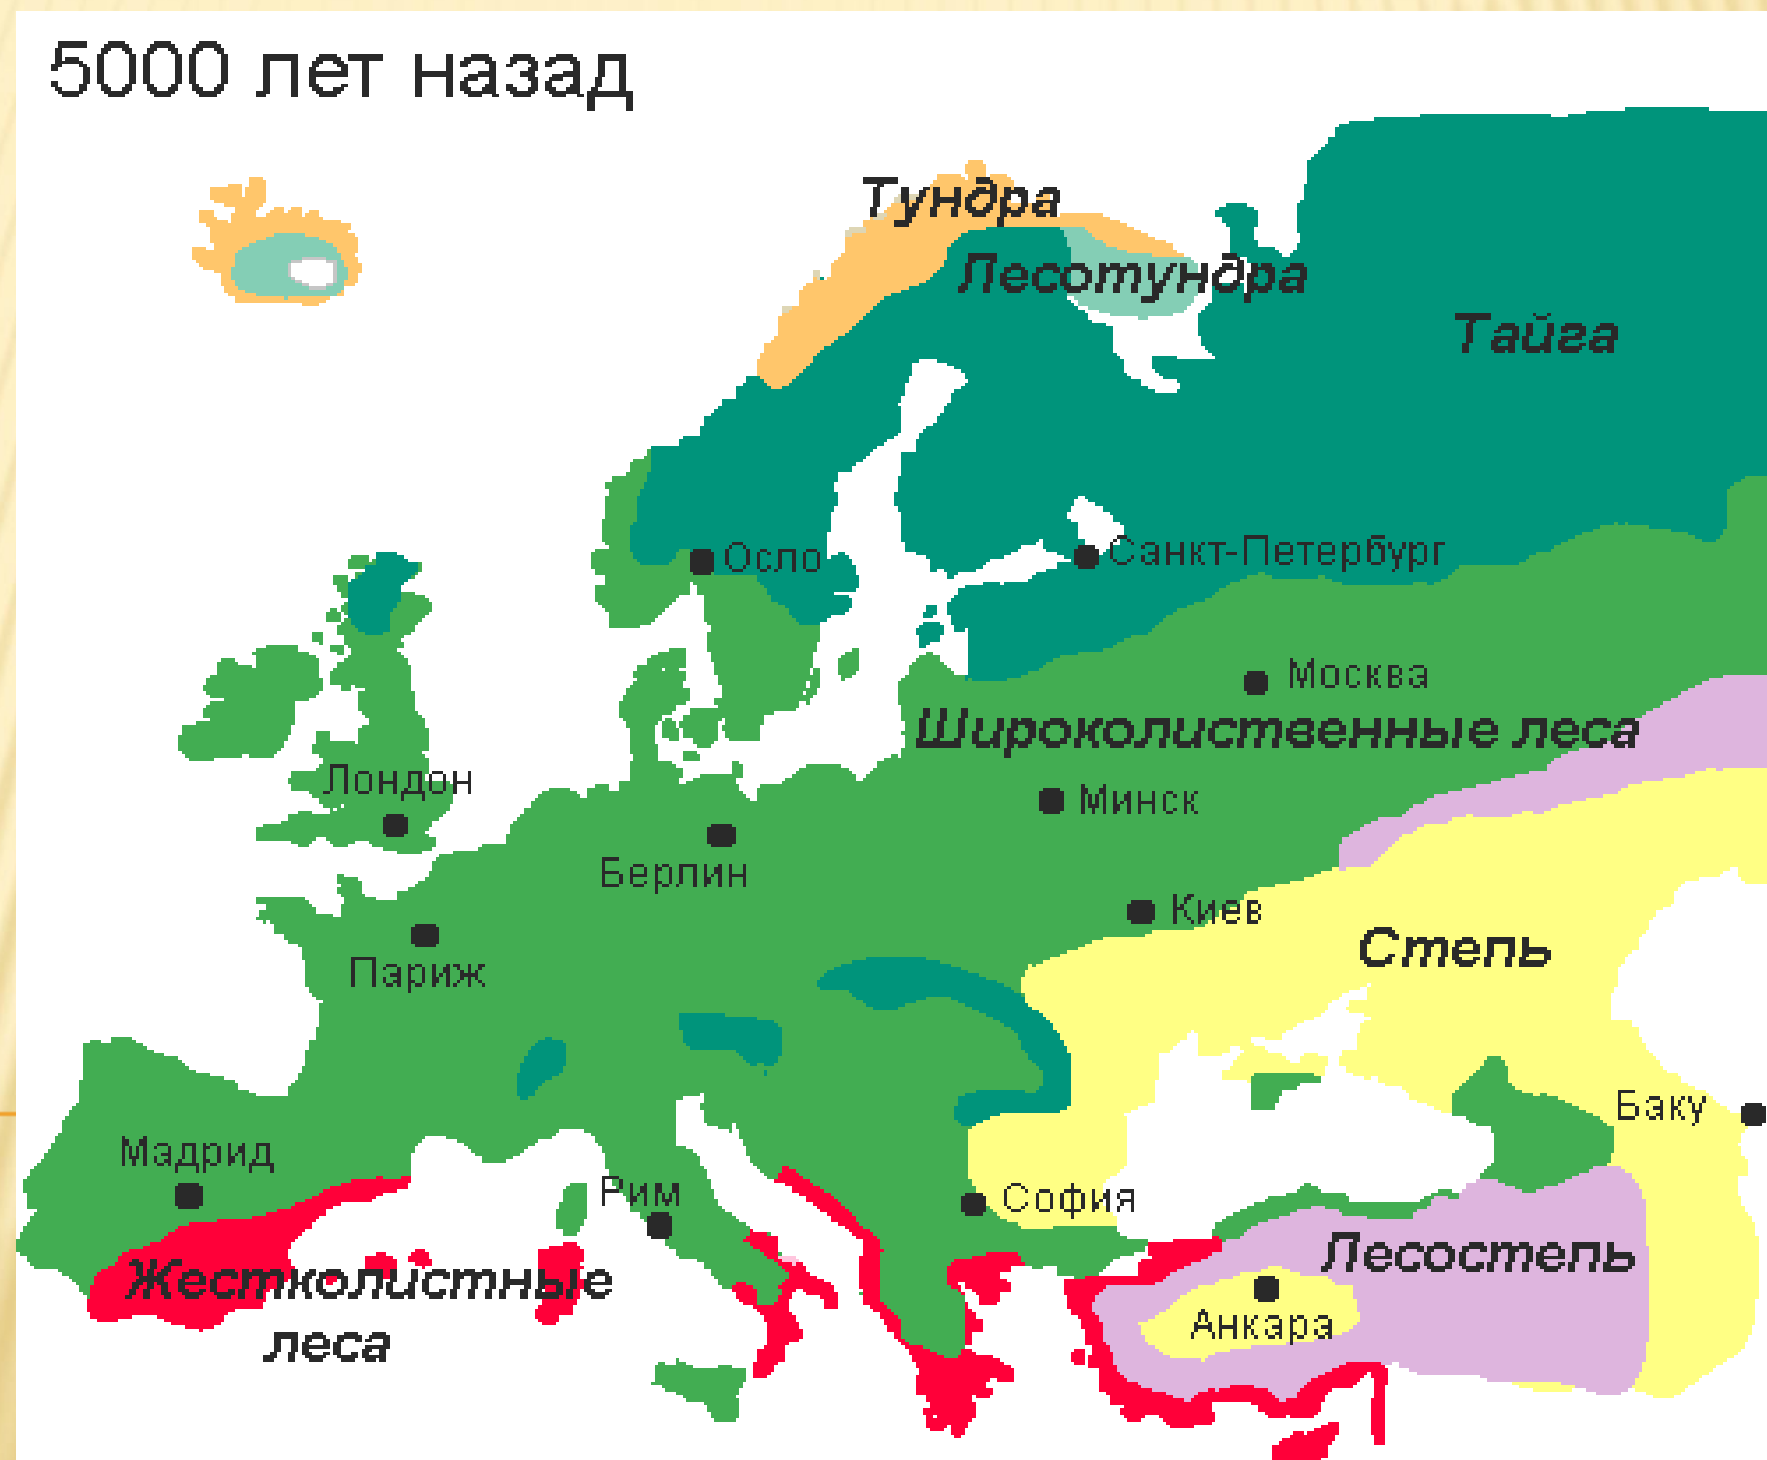 5000 лет назад
Тундра
Лесотундра
Тайга
Осло
Санкт-Петербург
Москва
Широколиственные леса
Лондон
Минск
Берлин
Киев
Париж
Степь
Баку
Мадрид
Рим
София
Жестколистные
леса
Лесостепь
Анкара